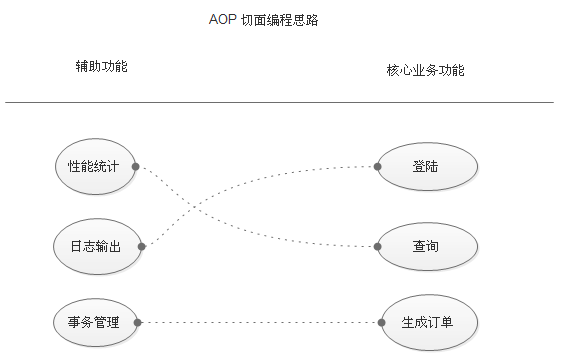 AOP 切面编程思路
辅助功能
核心业务功能
性能统计
登陆
日志输出
查询
事务管理
生成订单